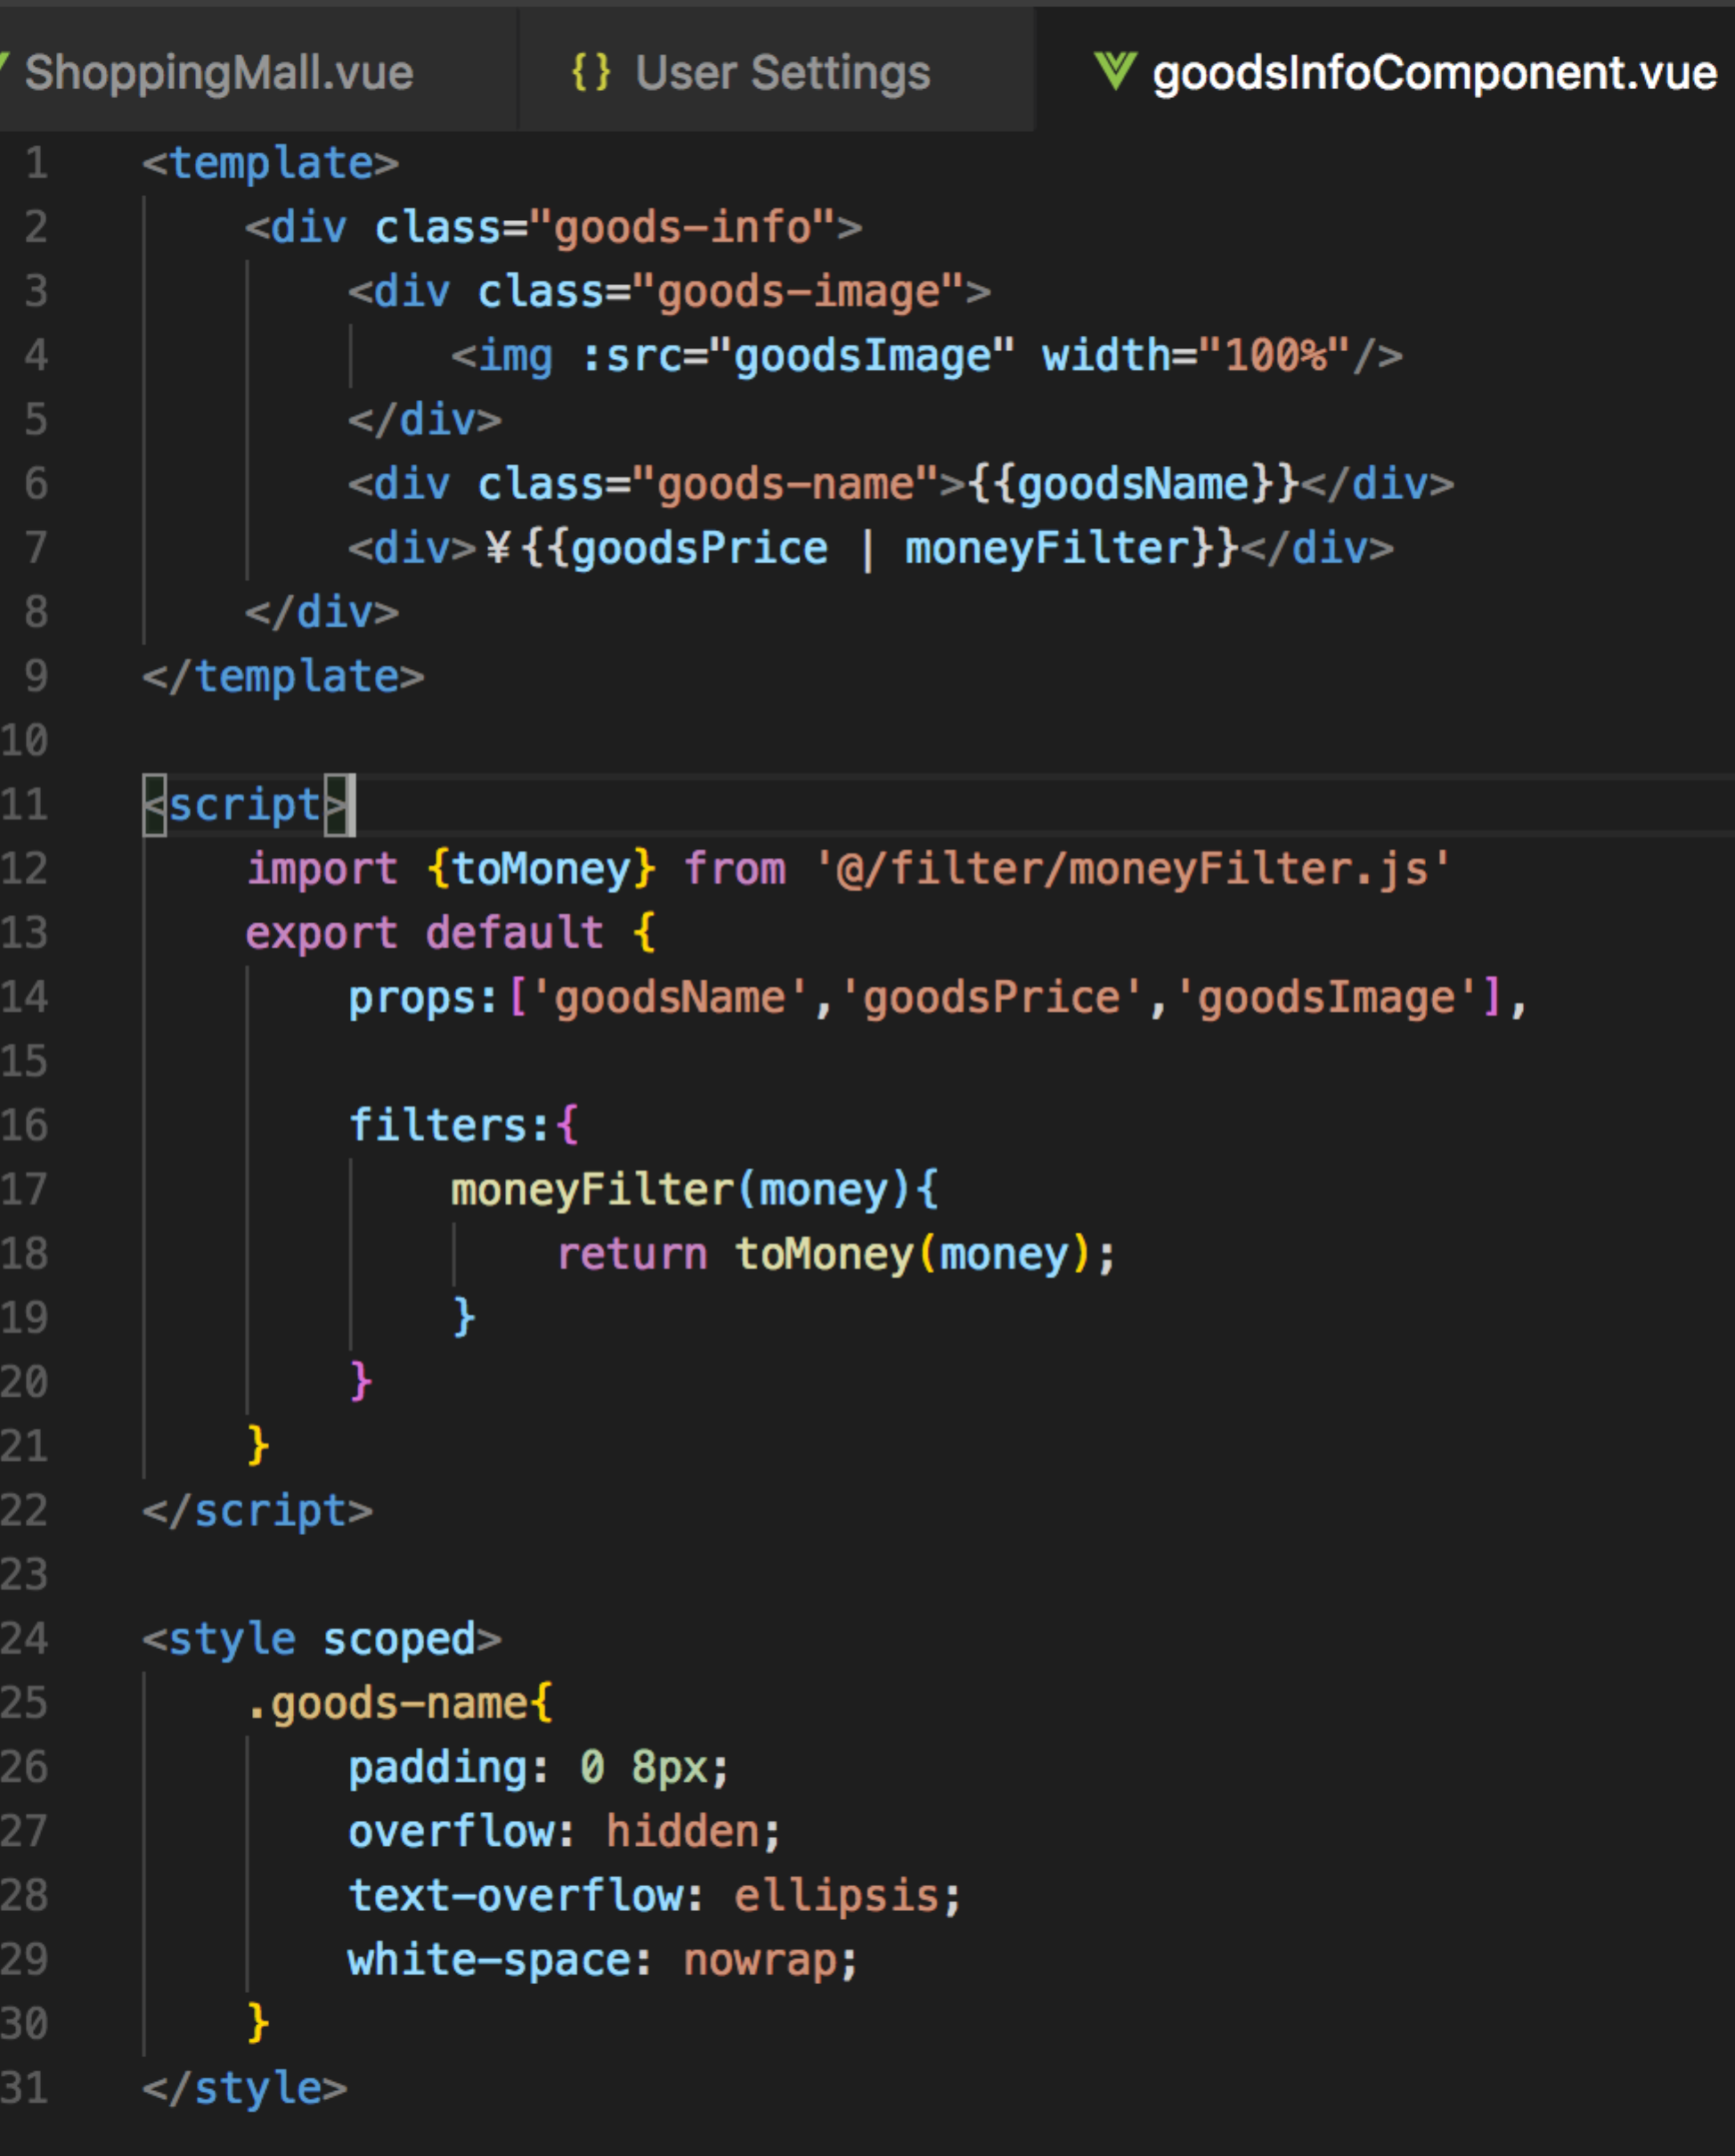 ShoppingMall.vue {} User Settings goodsInfoComponent.vue
1 <template>
2     <div class="goods-info">
3         <div class="goods-image">
4             <img :src="goodsImage" width="100%"/>
5         </div>
6         <div class="goods-name">{{goodsName}}</div>
7         <div>¥{{goodsPrice | moneyFilter}}</div>
8     </div>
9 </template>
10
11 <script>
12     import {toMoney} from '@/filter/moneyFilter.js'
13     export default {
14         props:['goodsName','goodsPrice','goodsImage'],
15
16         filters:{
17             moneyFilter(money){
18                 return toMoney(money);
19             }
20         }
21     }
22 </script>
23
24 <style scoped>
25     .goods-name{
26         padding: 0 8px;
27         overflow: hidden;
28         text-overflow: ellipsis;
29         white-space: nowrap;
30     }
31 </style>